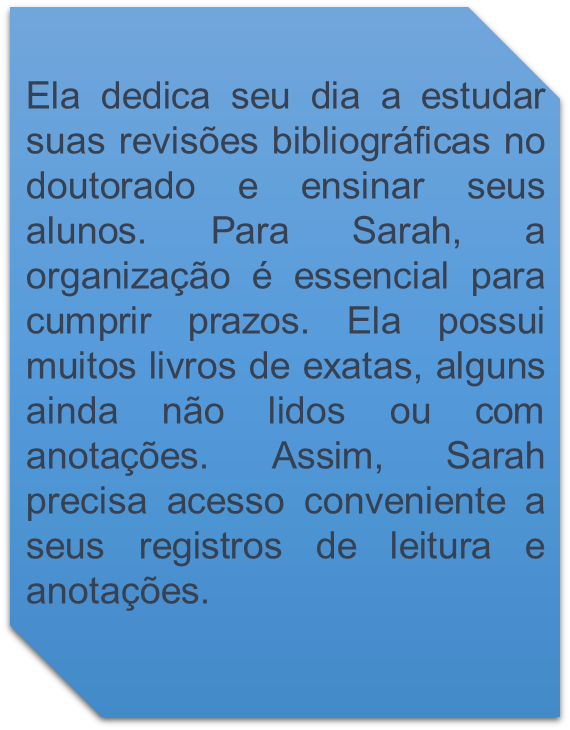 Ela dedica seu dia a estudar
suas revisões bibliográficas no
doutorado e ensinar seus
alunos. Para Sarah, a
organização é essencial para
cumprir prazos. Ela possui
muitos livros de exatas, alguns
ainda não lidos ou com
anotações. Assim, Sarah
precisa acesso conveniente a
seus registros de leitura e
anotações.